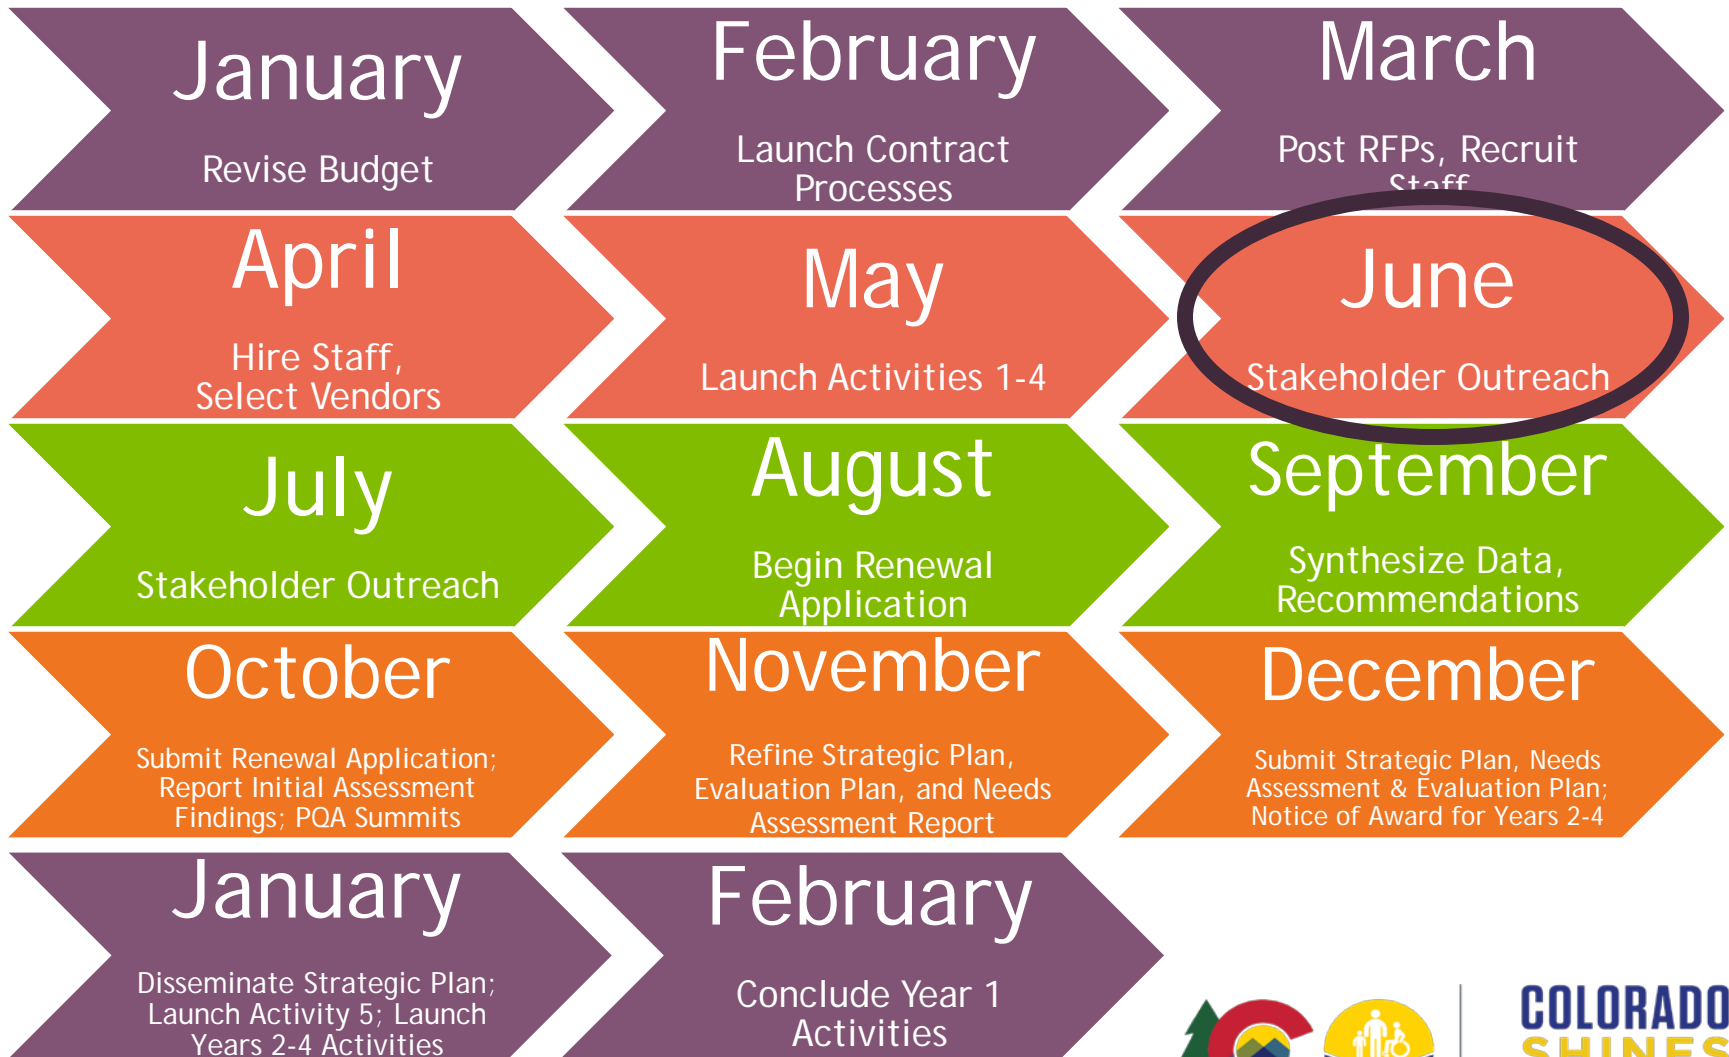 January
Revise Budget
February
Launch Contract
Processes
March
Post RFPs, Recruit
Staff
April
Hire Staff,
Select Vendors
May
Launch Activities 1-4
June
Stakeholder Outreach
July
Stakeholder Outreach
August
Begin Renewal
Application
September
Synthesize Data,
Recommendations
October
Submit Renewal Application;
Report Initial Assessment
Findings; PQA Summits
November
Refine Strategic Plan,
Evaluation Plan, and Needs
Assessment Report
December
Submit Strategic Plan, Needs
Assessment & Evaluation Plan;
Notice of Award for Years 2-4
January
Disseminate Strategic Plan;
Launch Activity 5; Launch
Years 2-4 Activities
February
Conclude Year 1
Activities
COLORADO
SHINES